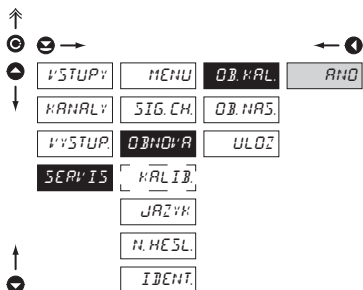 VSTUPY MENU OB. KAL. ANO
KANALY SIG. CH. OB. NAS.
VYSTUP. OBNOVA ULOZ
SERVIS KALIB.
JAZYK
N. HESL.
IDENT.